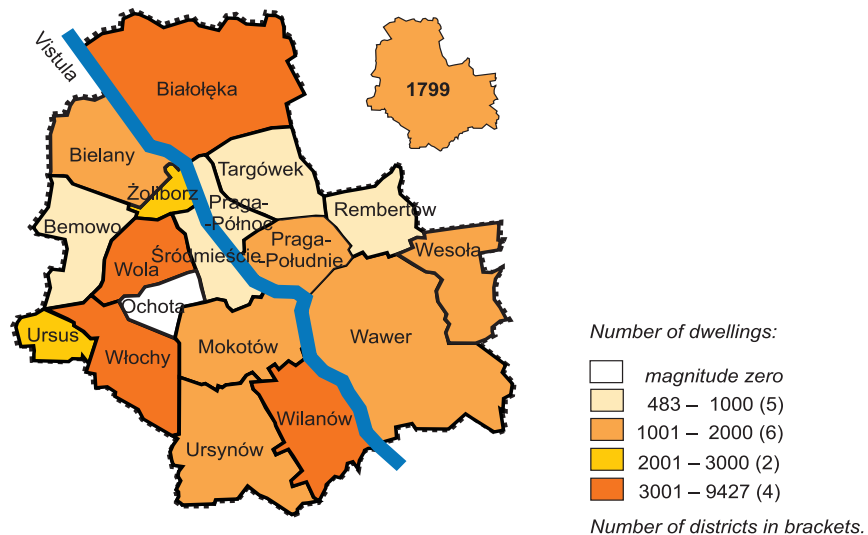 Vistula
Białołęka
1799
Bielany
Targówek
Żoliborz
Praga-
-Północ
Rembertów
Bemowo
Wesoła
Praga-
-Południe
Śródmieście
Wola
Ochota
Ursus
Włochy
Mokotów
Wawer
Wilanów
Ursynów
Number of dwellings:
magnitude zero
483 – 1000 (5)
1001 – 2000 (6)
2001 – 3000 (2)
3001 – 9427 (4)
Number of districts in brackets.